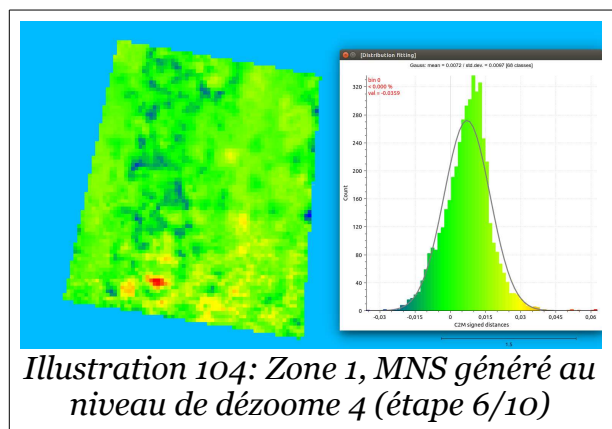 [Distribution fitting]
Gauss: mean = 0.0072 / std.dev. = 0.0097 [68 classes]
bin 0
< 0.000 %
val = -0.0359
320
280
240
200
160
120
80
40
0
Count
-0,03
-0,015
0
0,015
0,03
0,045
0,06
C2M signed distances
1.5
Illustration 104: Zone 1, MNS généré au
niveau de dézoome 4 (étape 6/10)